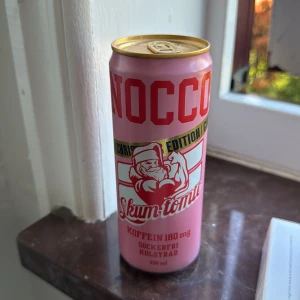 NOCCO
EDITION
Skum-tomte
KOFFEIN 180 mg
SOCKERFRI
KOLSYRAD
330 ml